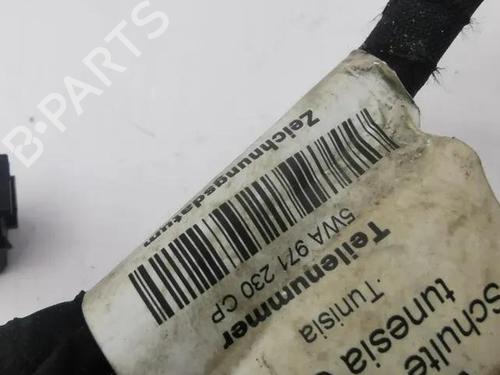 B-PARTS
Zeichnungsdatum
5WA 971 230 CP
Teilenummer
Tunisia
schulte
tunesia